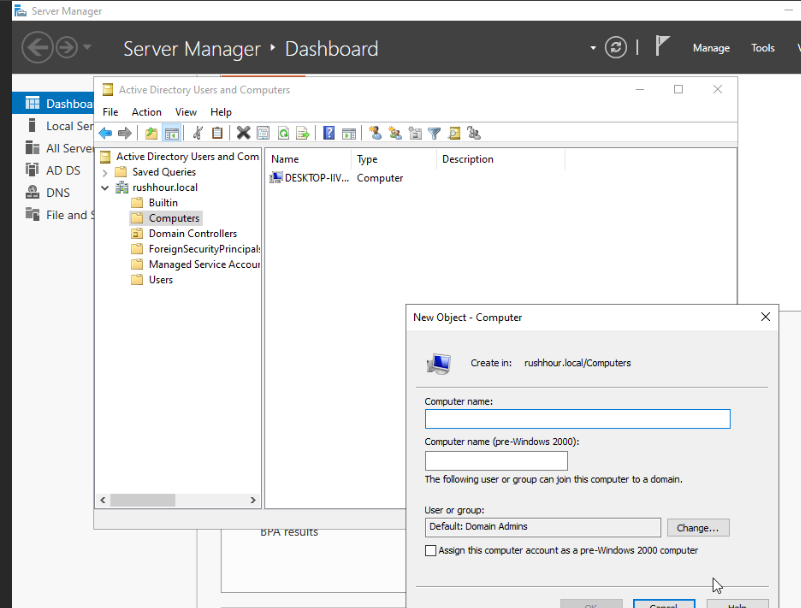 Server Manager
Server Manager
Dashboard
Manage
Tools
Active Directory Users and Computers
File
Action
View
Help
Dashboa
Local Ser
All Server
AD DS
DNS
File and S
Active Directory Users and Com
Saved Queries
rushhour.local
Builtin
Computers
Domain Controllers
ForeignSecurityPrincipals
Managed Service Accour
Users
Name
Type
Description
DESKTOP-IIV...
Computer
BPA results
New Object - Computer
Create in:
rushhour.local/Computers
Computer name:
Computer name (pre-Windows 2000):
The following user or group can join this computer to a domain.
User or group:
Default: Domain Admins
Change...
Assign this computer account as a pre-Windows 2000 computer
OK
Cancel
Help